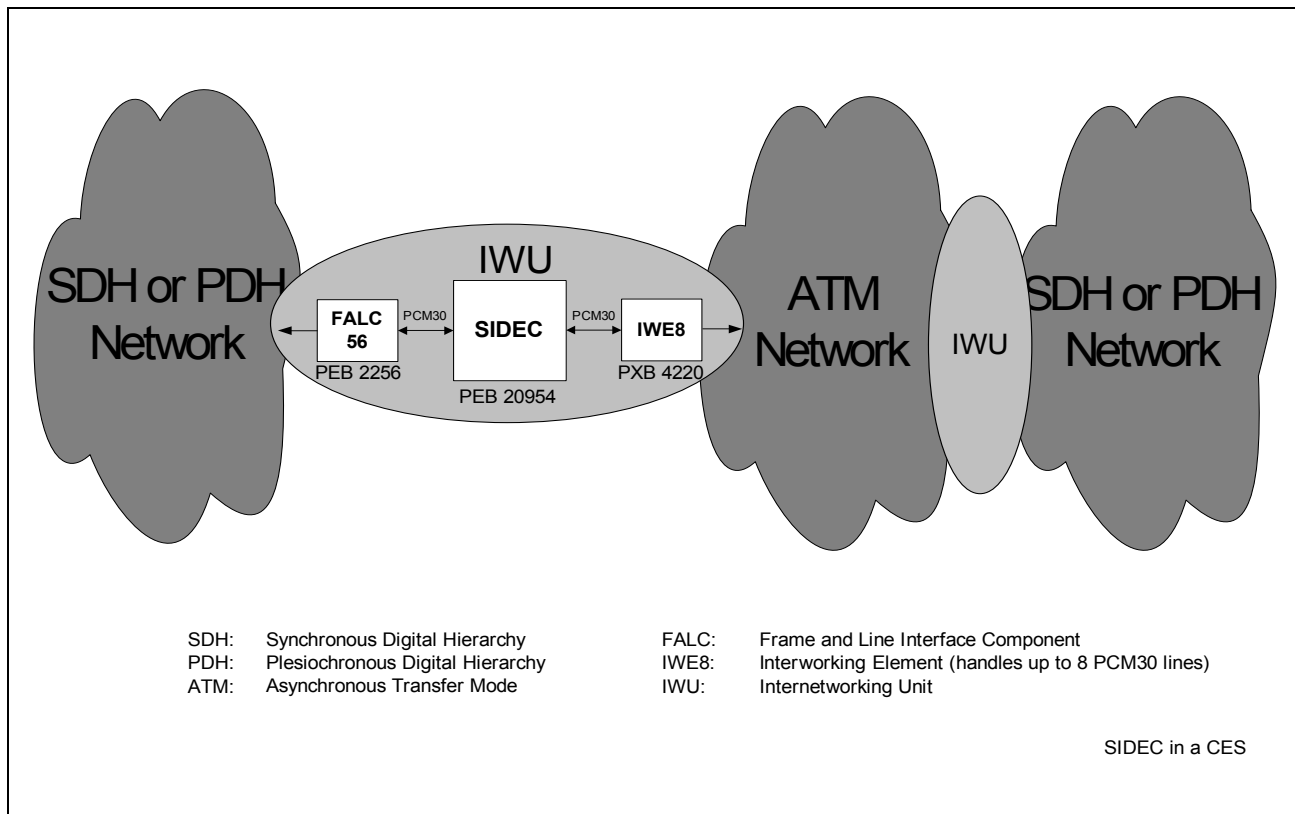 SDH or PDH
Network
IWU
FALC
56
PCM30
SIDEC
PCM30
IWE8
PEB 2256
PEB 20954
PXB 4220
ATM
Network
IWU
SDH or PDH
Network
SDH: Synchronous Digital Hierarchy
PDH: Plesiochronous Digital Hierarchy
ATM: Asynchronous Transfer Mode
FALC: Frame and Line Interface Component
IWE8: Interworking Element (handles up to 8 PCM30 lines)
IWU: Internetworking Unit
SIDEC in a CES